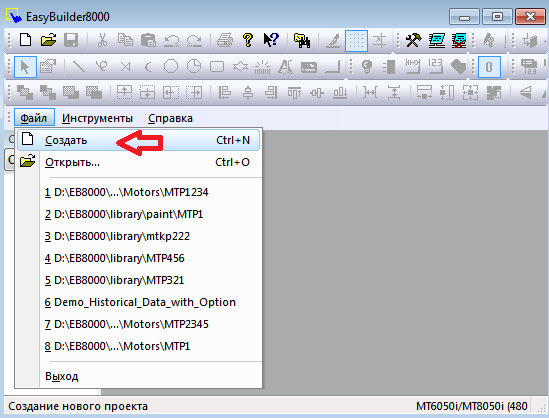 EasyBuilder8000
Файл Инструменты Справка
Создать Ctrl+N
Открыть... Ctrl+O
1 D:\EB8000\...\Motors\MTP1234
2 D:\EB8000\library\paint\MTP1
3 D:\EB8000\library\mtkp222
4 D:\EB8000\library\MTP456
5 D:\EB8000\library\MTP321
6 Demo_Historical_Data_with_Option
7 D:\EB8000\...\Motors\MTP2345
8 D:\EB8000\...\Motors\MTP1
Выход
Создание нового проекта MT6050i/MT8050i (480